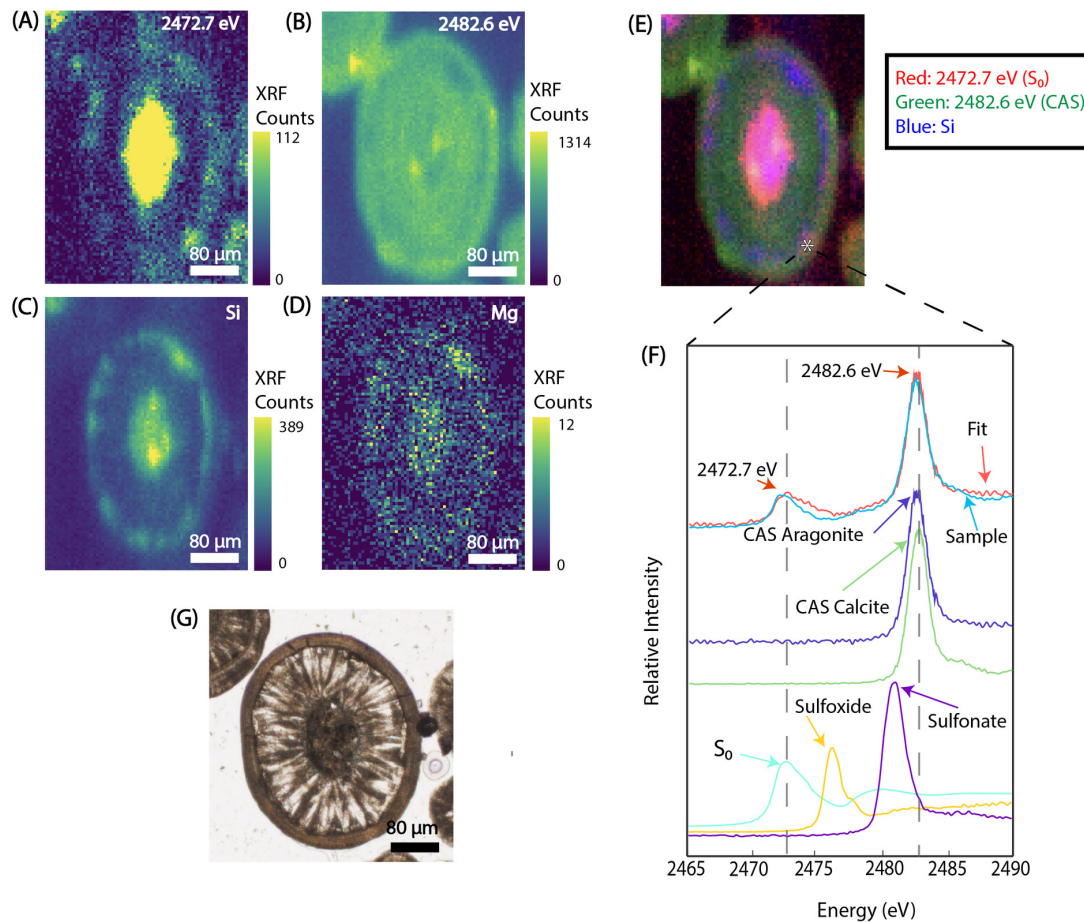 (A)
2472.7 eV
XRF
Counts
112
0
80 µm
(B)
2482.6 eV
XRF
Counts
1314
0
80 µm
(C)
Si
XRF
Counts
389
0
80 µm
(D)
Mg
XRF
Counts
12
0
80 µm
(E)
*
Red: 2472.7 eV (S₀)
Green: 2482.6 eV (CAS)
Blue: Si
(F)
2482.6 eV
Fit
2472.7 eV
CAS Aragonite
Sample
CAS Calcite
Sulfoxide
Sulfonate
S₀
Relative Intensity
2465 2470 2475 2480 2485 2490
Energy (eV)
(G)
80 µm